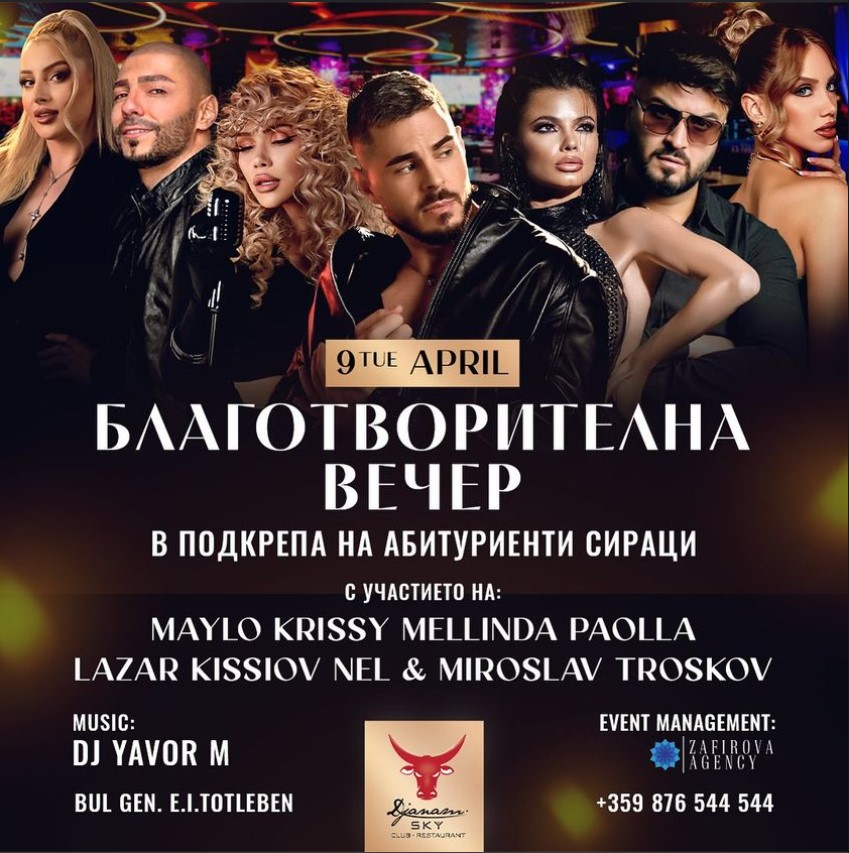 9 TUE APRIL
БЛАГОТВОРИТЕЛНА
ВЕЧЕР
В ПОДКРЕПА НА АБИТУРИЕНТИ СИРАЦИ
С УЧАСТИЕТО НА:
MAYLO KRISSY MELLINDA PAOLLA
LAZAR KISSIOV NEL & MIROSLAV TROSKOV
MUSIC:
DJ YAVOR M
BUL GEN. E.I.TOTLEBEN
Djanam
SKY
CLUB-RESTAURANT
EVENT MANAGEMENT:
ZAFIROVA
AGENCY
+359 876 544 544